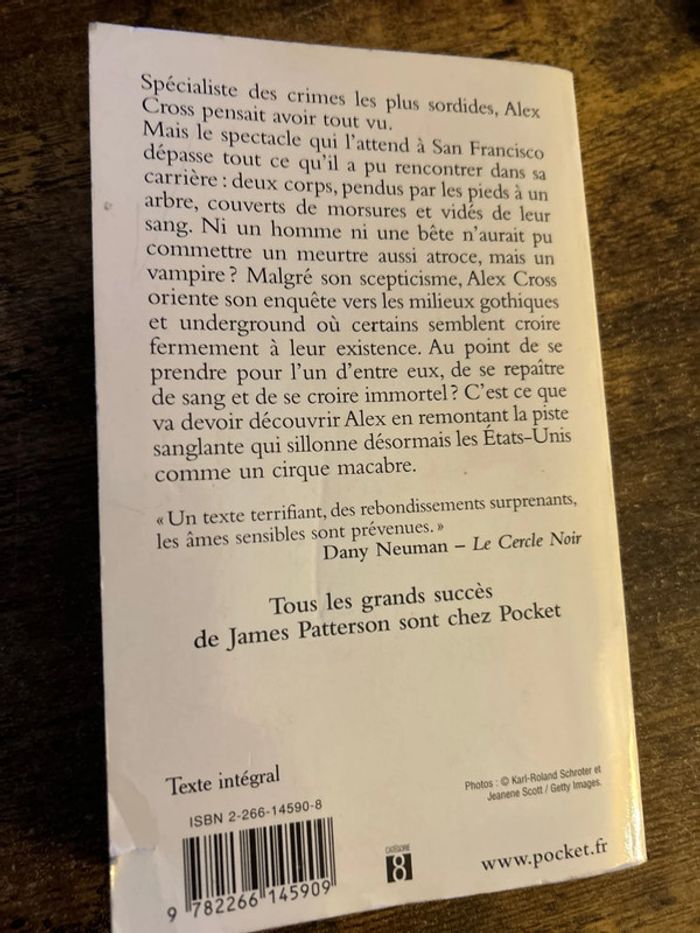 Spécialiste des crimes les plus sordides, Alex
Cross pensait avoir tout vu.
Mais le spectacle qui l'attend à San Francisco
dépasse tout ce qu'il a pu rencontrer dans sa
carrière : deux corps, pendus par les pieds à un
arbre, couverts de morsures et vidés de leur
sang. Ni un homme ni une bête n'aurait pu
commettre un meurtre aussi atroce, mais un
vampire ? Malgré son scepticisme, Alex Cross
oriente son enquête vers les milieux gothiques
et underground où certains semblent croire
fermement à leur existence. Au point de se
prendre pour l'un d'entre eux, de se repaître
de sang et de se croire immortel ? C'est ce que
va devoir découvrir Alex en remontant la piste
sanglante qui sillonne désormais les États-Unis
comme un cirque macabre.
« Un texte terrifiant, des rebondissements surprenants,
les âmes sensibles sont prévenues. »
Dany Neuman – Le Cercle Noir
Tous les grands succès
de James Patterson sont chez Pocket
Texte intégral
Photos : © Karl-Roland Schroter et
Jeanene Scott / Getty Images.
ISBN 2-266-14590-8
CATÉGORIE
8
www.pocket.fr
9 782266 145909